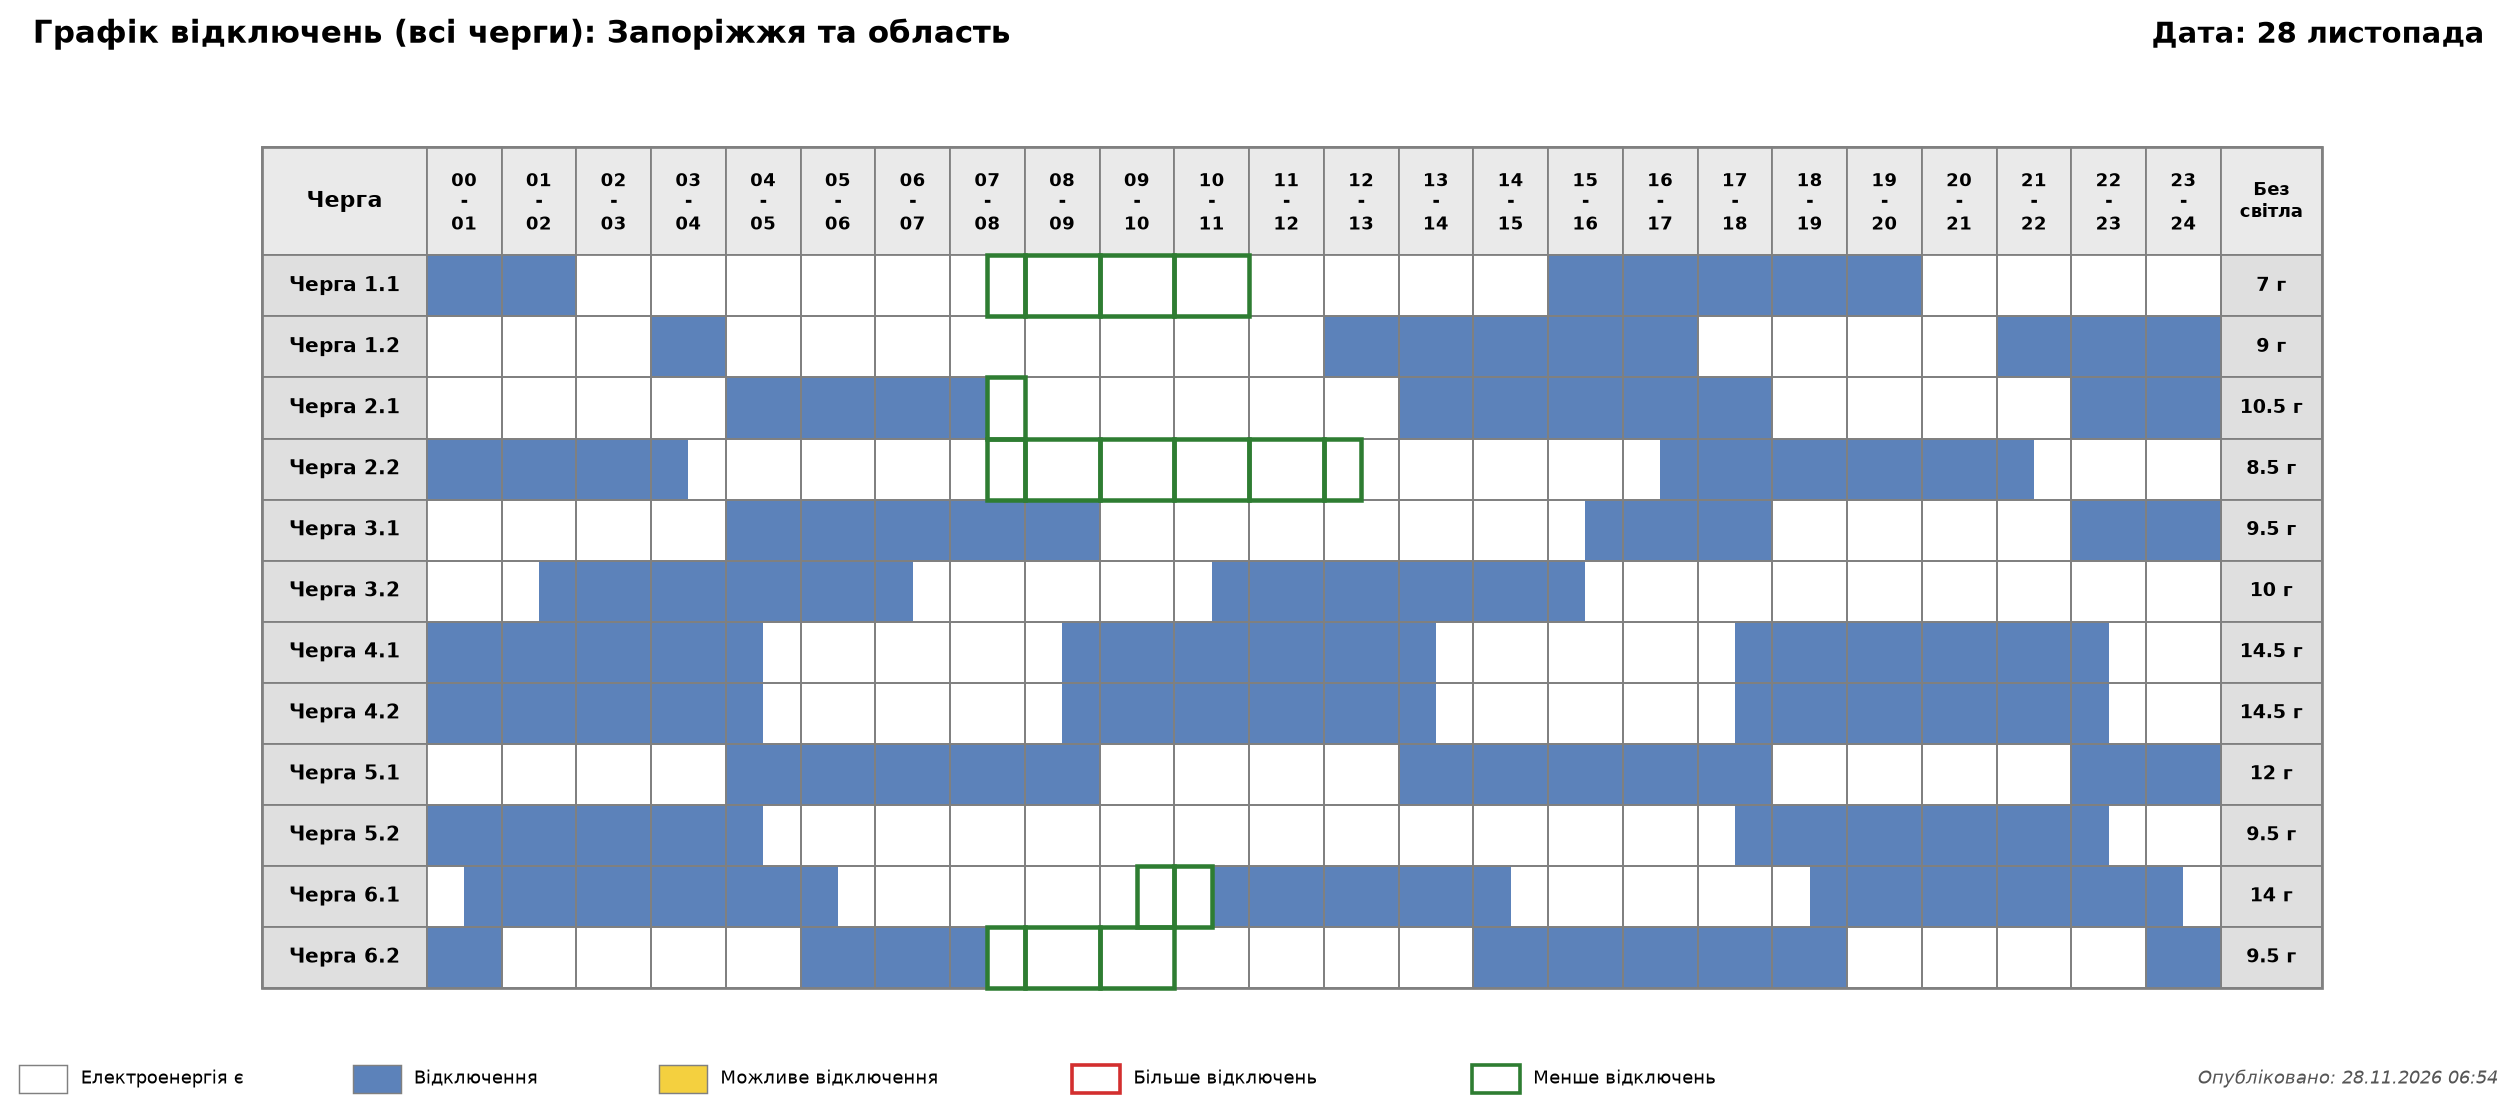 Графік відключень (всі черги): Запоріжжя та область
Дата: 28 листопада
Черга
00 - 01
01 - 02
02 - 03
03 - 04
04 - 05
05 - 06
06 - 07
07 - 08
08 - 09
09 - 10
10 - 11
11 - 12
12 - 13
13 - 14
14 - 15
15 - 16
16 - 17
17 - 18
18 - 19
19 - 20
20 - 21
21 - 22
22 - 23
23 - 24
Без світла
Черга 1.1 7 г
Черга 1.2 9 г
Черга 2.1 10.5 г
Черга 2.2 8.5 г
Черга 3.1 9.5 г
Черга 3.2 10 г
Черга 4.1 14.5 г
Черга 4.2 14.5 г
Черга 5.1 12 г
Черга 5.2 9.5 г
Черга 6.1 14 г
Черга 6.2 9.5 г
Електроенергія є
Відключення
Можливе відключення
Більше відключень
Менше відключень
Опубліковано: 28.11.2026 06:54